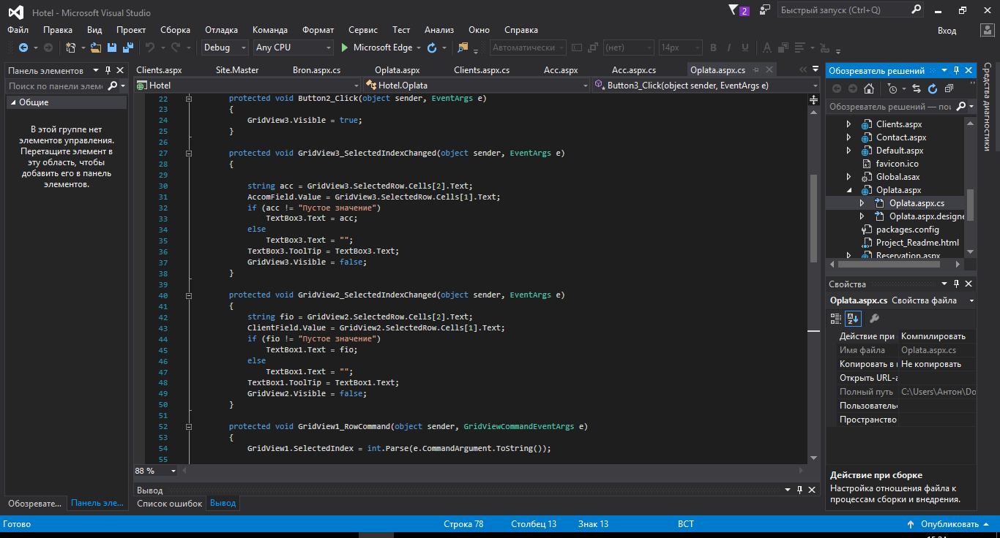 Hotel - Microsoft Visual Studio
2
Быстрый запуск (Ctrl+Q)
Файл Правка Вид Проект Сборка Отладка Команда Формат Сервис Тест Анализ Окно Справка
Вход
Debug Any CPU Microsoft Edge Автоматически (нет) 14px B I U A
Панель элементов
Поиск по панели элеме
Общие
В этой группе нет
элементов управления.
Перетащите элемент в
эту область, чтобы
добавить его в панель
элементов.
Обозревате... Панель эле...
Clients.aspx Site.Master Bron.aspx.cs Oplata.aspx Clients.aspx.cs Acc.aspx Acc.aspx.cs Oplata.aspx.cs
Hotel Hotel.Oplata Button3_Click(object sender, EventArgs e)
22 protected void Button2_Click(object sender, EventArgs e)
23 {
24 GridView3.Visible = true;
25 }
26
27 protected void GridView3_SelectedIndexChanged(object sender, EventArgs e)
28 {
29
30 string acc = GridView3.SelectedRow.Cells[2].Text;
31 AccomField.Value = GridView3.SelectedRow.Cells[1].Text;
32 if (acc != "Пустое значение")
33 TextBox3.Text = acc;
34 else
35 TextBox3.Text = "";
36 TextBox3.ToolTip = TextBox3.Text;
37 GridView3.Visible = false;
38 }
39
40 protected void GridView2_SelectedIndexChanged(object sender, EventArgs e)
41 {
42 string fio = GridView2.SelectedRow.Cells[2].Text;
43 ClientField.Value = GridView2.SelectedRow.Cells[1].Text;
44 if (fio != "Пустое значение")
45 TextBox1.Text = fio;
46 else
47 TextBox1.Text = "";
48 TextBox1.ToolTip = TextBox1.Text;
49 GridView2.Visible = false;
50 }
51
52 protected void GridView1_RowCommand(object sender, GridViewCommandEventArgs e)
53 {
54 GridView1.SelectedIndex = int.Parse(e.CommandArgument.ToString());
55
88 %
Вывод
Список ошибок Вывод
Обозреватель решений
Обозреватель решений — пои
Clients.aspx
Contact.aspx
Default.aspx
favicon.ico
Global.asax
Oplata.aspx
Oplata.aspx.cs
Oplata.aspx.designe
packages.config
Project_Readme.html
Reservation.aspx
Средства диагностики
Свойства
Oplata.aspx.cs Свойства файла
Действие при Компилировать
Имя файла Oplata.aspx.cs
Копировать в Не копировать
Открыть URL-а
Полный путь C:\Users\Антон\Do
Пользователь
Пространство
Действие при сборке
Настройка отношения файла к
процессам сборки и внедрения.
Готово Строка 78 Столбец 13 Знак 13 ВСТ Опубликовать